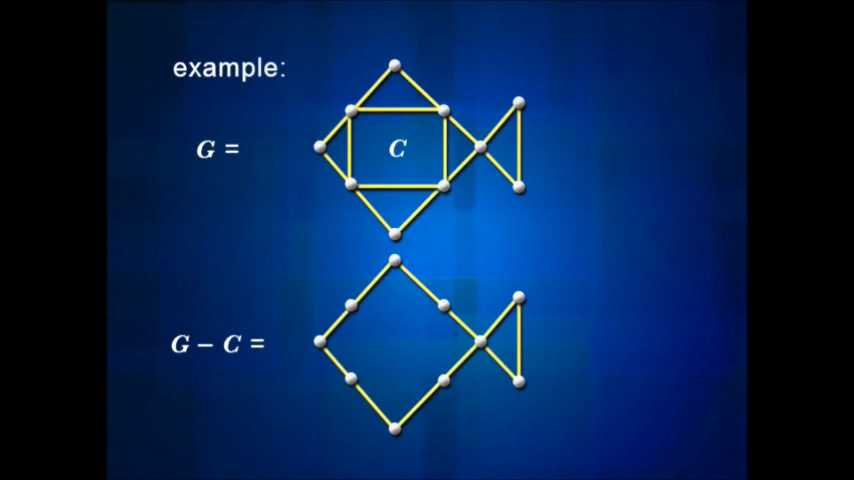 example:
G =
C
G – C =